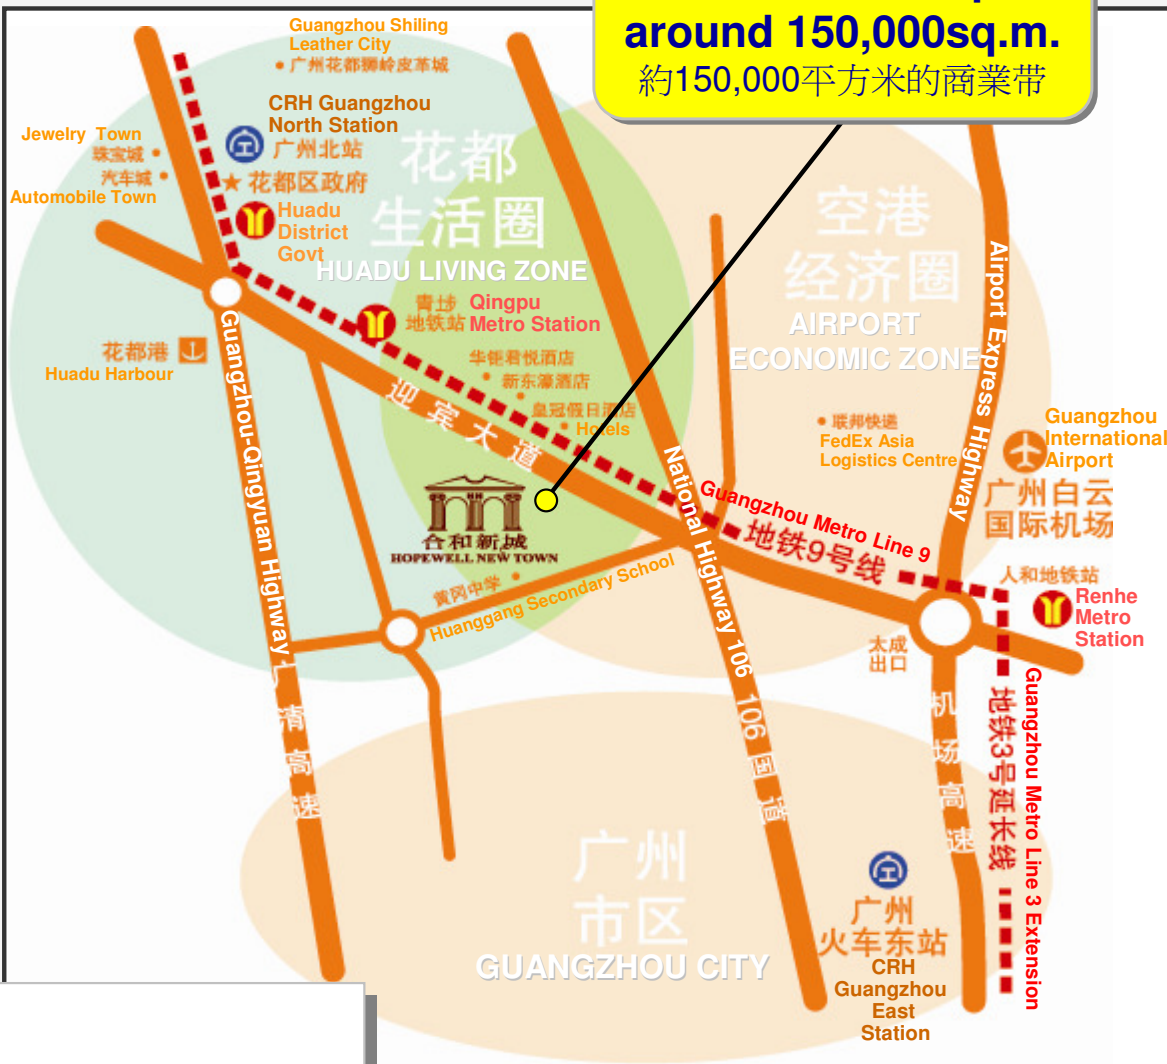 around 150,000sq.m.
約150,000平方米的商業带
Guangzhou Shiling
Leather City
广州花都狮岭皮革城
CRH Guangzhou
North Station
广州北站
Jewelry Town
珠宝城
汽车城
Automobile Town
花都区政府
Huadu
District
Govt
花都
生活圈
HUADU LIVING ZONE
空港
经济圈
AIRPORT
ECONOMIC ZONE
Airport Express Highway
Qingpu
地铁站 Metro Station
花都港
Huadu Harbour
华钜君悦酒店
新东濠酒店
皇冠假日酒店
Hotels
迎宾大道
联邦快递
FedEx Asia
Logistics Centre
Guangzhou
International
Airport
广州白云
国际机场
Guangzhou-Qingyuan Highway
广清高速
National Highway 106
106国道
Guangzhou Metro Line 9
地铁9号线
合和新城
HOPEWELL NEW TOWN
黄冈中学
Huanggang Secondary School
人和地铁站
Renhe
Metro
Station
太成
出口
机场高速
地铁3号延长线
Guangzhou Metro Line 3 Extension
广州
市区
GUANGZHOU CITY
广州
火车东站
CRH
Guangzhou
East
Station